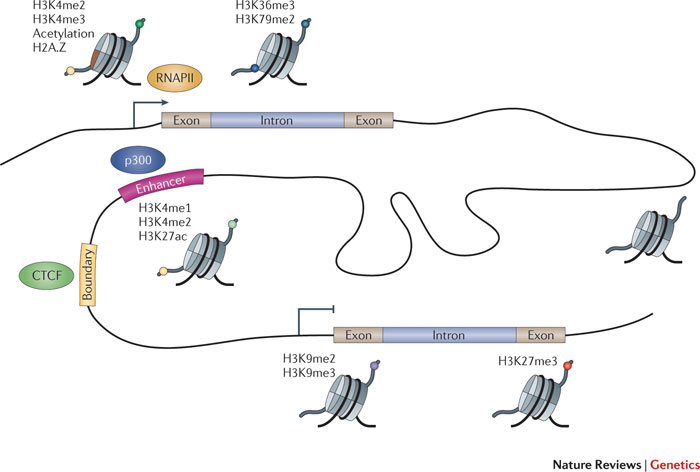 H3K4me2
H3K4me3
Acetylation
H2A.Z
H3K36me3
H3K79me2
RNAPII
Exon
Intron
Exon
p300
Enhancer
H3K4me1
H3K4me2
H3K27ac
CTCF
Boundary
Exon
Intron
Exon
H3K9me2
H3K9me3
H3K27me3
Nature Reviews | Genetics